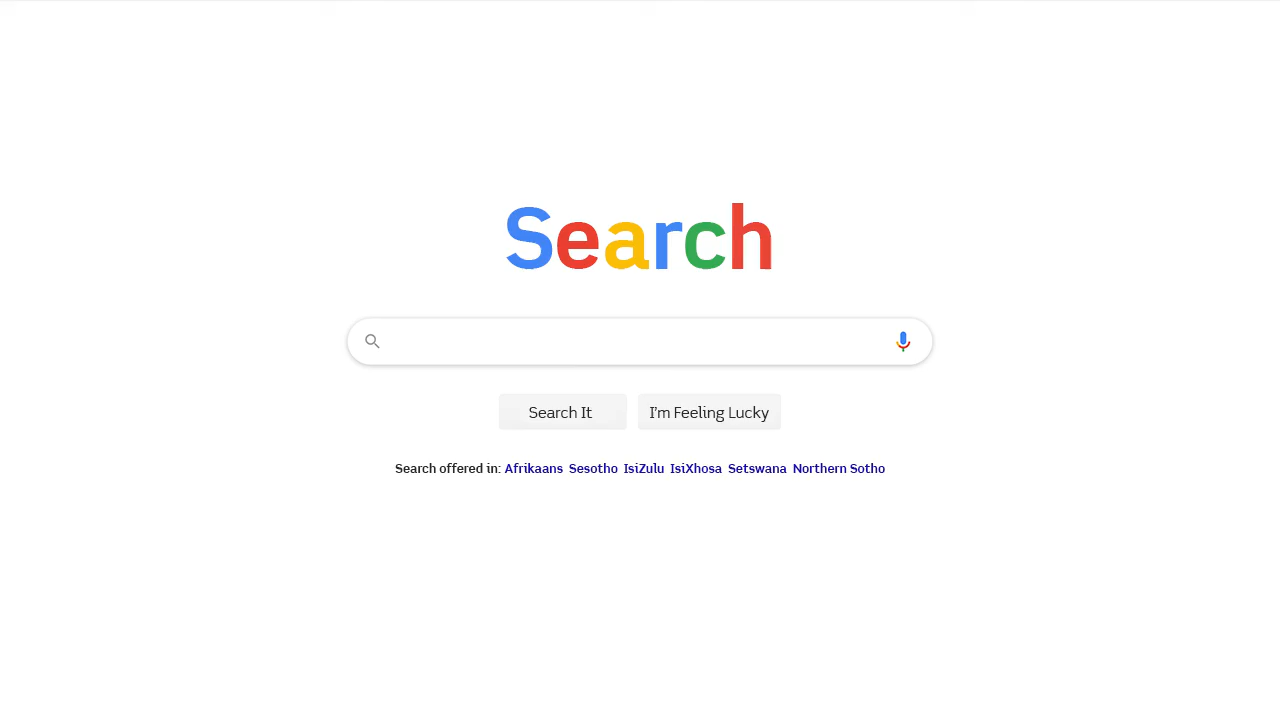 Search
Search It
I'm Feeling Lucky
Search offered in: Afrikaans Sesotho IsiZulu IsiXhosa Setswana Northern Sotho